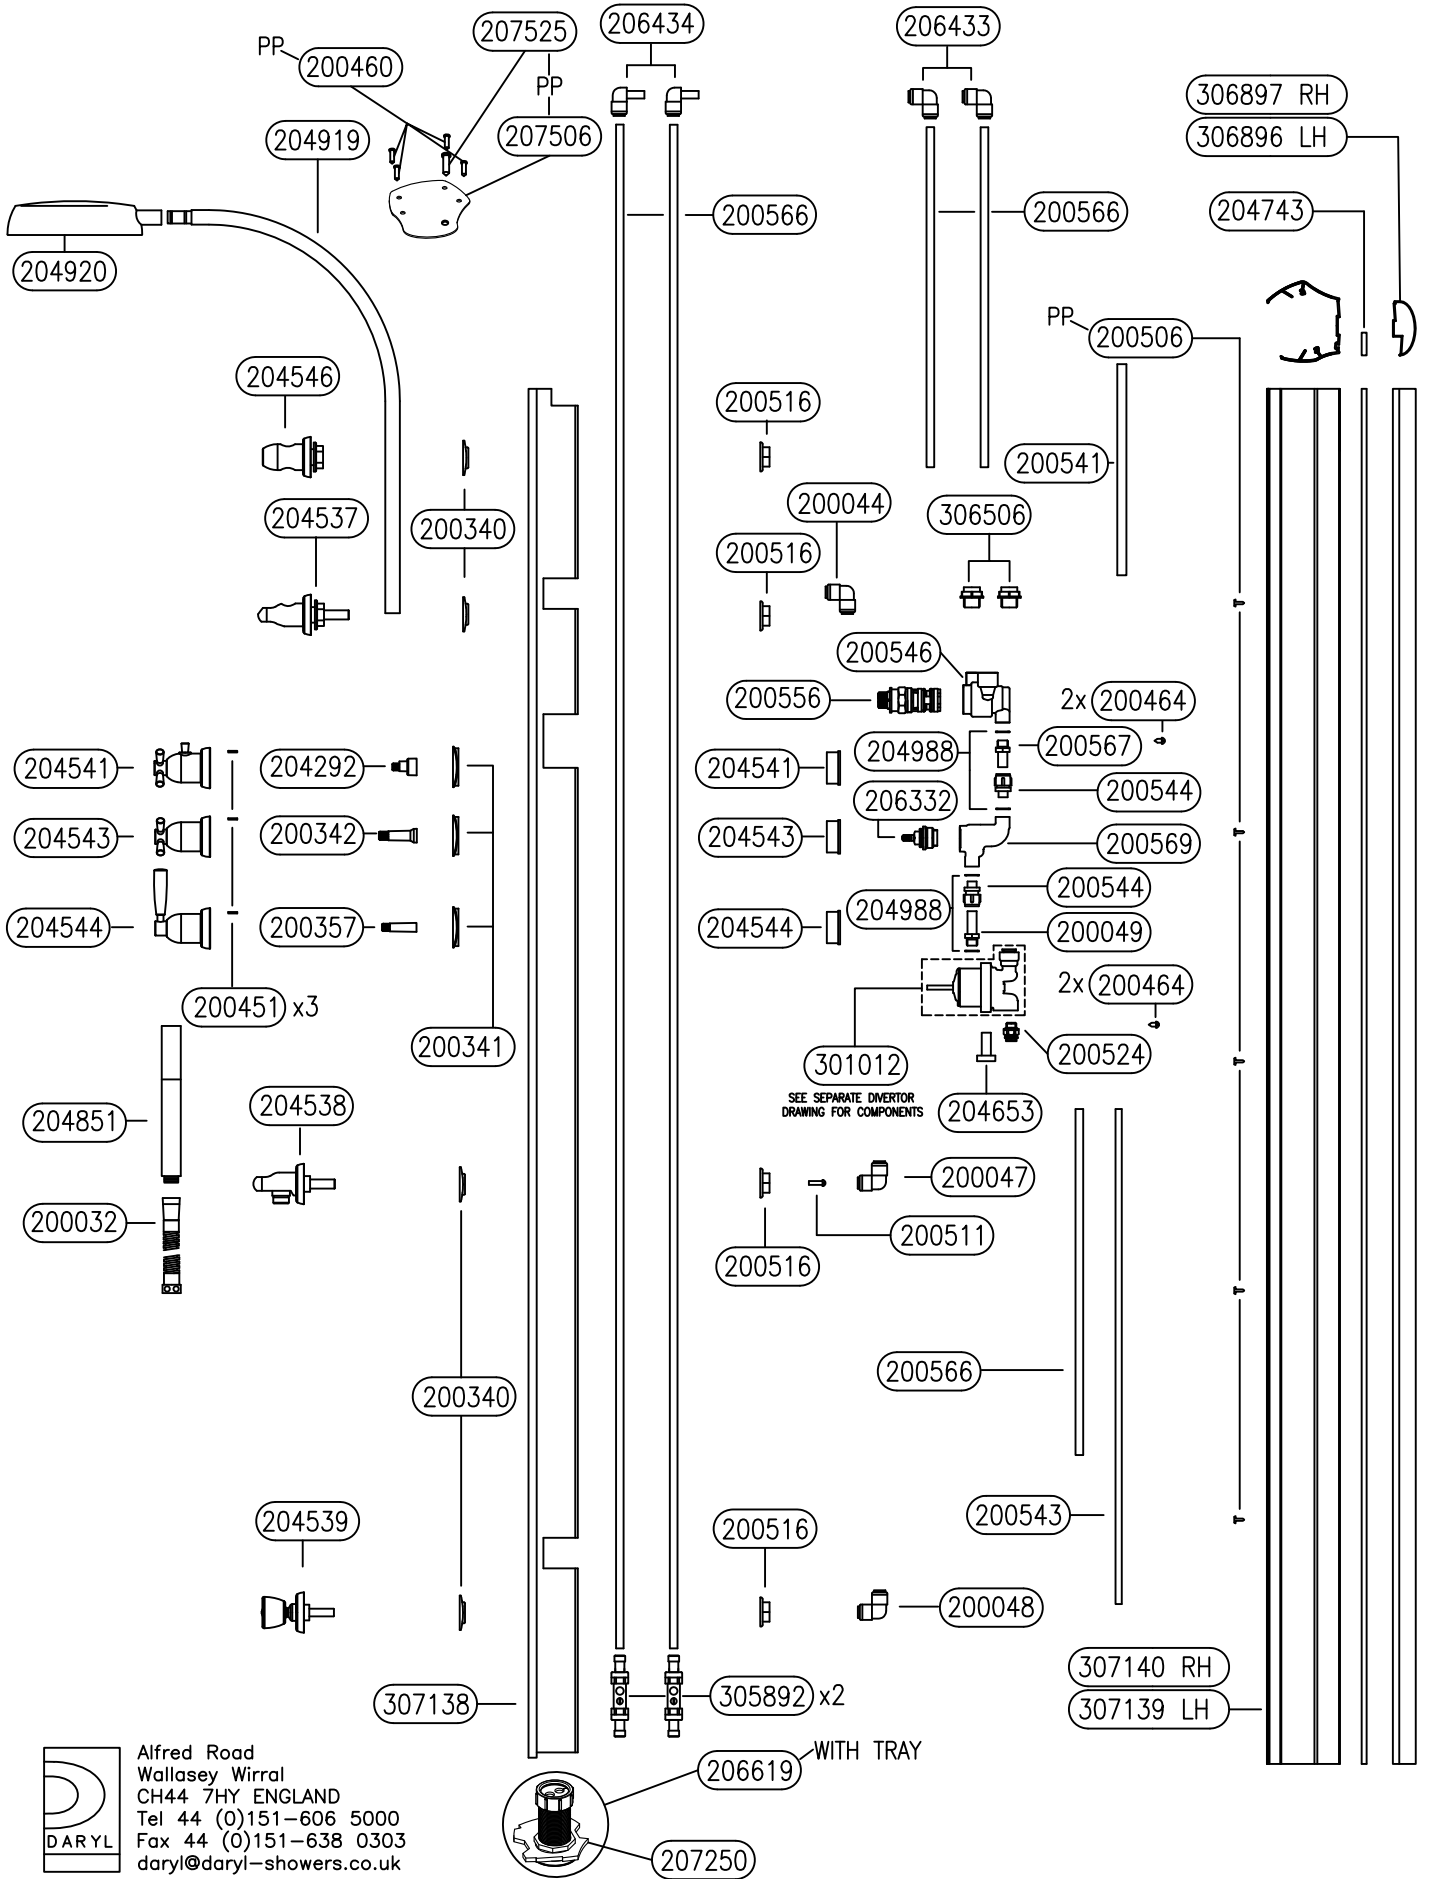 206434
206433
207525
PP
200460
PP
306897 RH
207506
306896 LH
204919
200566
200566
204743
204920
PP
200506
204546
200516
200541
200044
306506
204537
200340
200516
200546
200556
2x 200464
204988
200567
204541
204292
204541
200544
206332
204543
200342
204543
200569
200544
204988
204544
200357
204544
200049
2x 200464
200451 x3
200341
301012
200524
SEE SEPARATE DIVERTOR
DRAWING FOR COMPONENTS
204538
204653
204851
200047
200032
200511
200516
200566
200340
200543
204539
200516
200048
307140 RH
305892 x2
307138
307139 LH
WITH TRAY
206619
207250
DARYL
Alfred Road
Wallasey Wirral
CH44 7HY ENGLAND
Tel 44 (0)151-606 5000
Fax 44 (0)151-638 0303
daryl@daryl-showers.co.uk